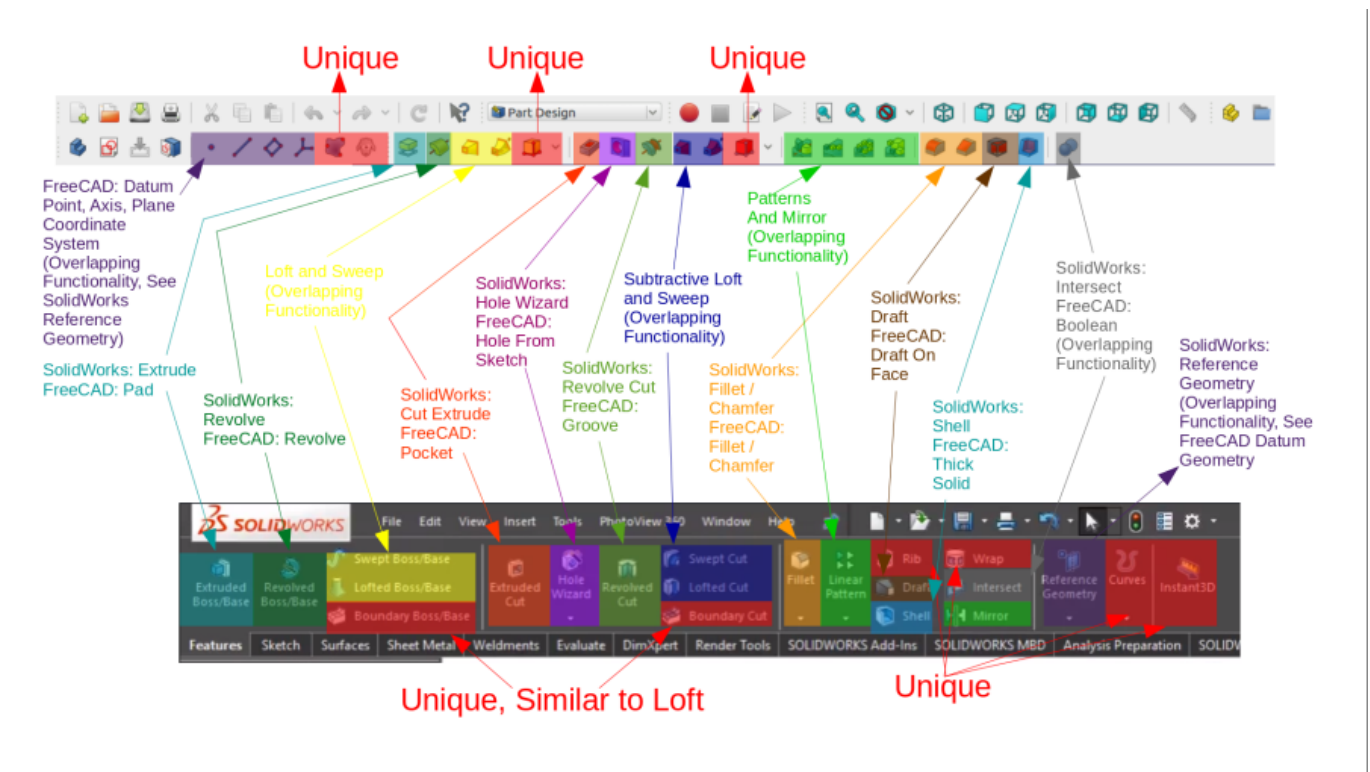 Unique
Unique
Unique
Part Design
FreeCAD: Datum
Point, Axis, Plane
Coordinate
System
(Overlapping
Functionality, See
SolidWorks
Reference
Geometry)
SolidWorks: Extrude
FreeCAD: Pad
SolidWorks:
Revolve
FreeCAD: Revolve
Loft and Sweep
(Overlapping
Functionality)
SolidWorks:
Cut Extrude
FreeCAD:
Pocket
SolidWorks:
Hole Wizard
FreeCAD:
Hole From
Sketch
SolidWorks:
Revolve Cut
FreeCAD:
Groove
Subtractive Loft
and Sweep
(Overlapping
Functionality)
SolidWorks:
Fillet /
Chamfer
FreeCAD:
Fillet /
Chamfer
Patterns
And Mirror
(Overlapping
Functionality)
SolidWorks:
Draft
FreeCAD:
Draft On
Face
SolidWorks:
Shell
FreeCAD:
Thick
Solid
SolidWorks:
Intersect
FreeCAD:
Boolean
(Overlapping
Functionality)
SolidWorks:
Reference
Geometry
(Overlapping
Functionality, See
FreeCAD Datum
Geometry
SOLIDWORKS File Edit View Insert Tools PhotoView 360 Window Help
Extruded
Boss/Base
Revolved
Boss/Base
Swept Boss/Base
Lofted Boss/Base
Boundary Boss/Base
Extruded
Cut
Hole
Wizard
Revolved
Cut
Swept Cut
Lofted Cut
Boundary Cut
Fillet
Linear
Pattern
Rib
Draft
Shell
Wrap
Intersect
Mirror
Reference
Geometry
Curves
Instant3D
Features Sketch Surfaces Sheet Metal Weldments Evaluate DimXpert Render Tools SOLIDWORKS Add-Ins SOLIDWORKS MBD Analysis Preparation SOLIDW
Unique, Similar to Loft
Unique